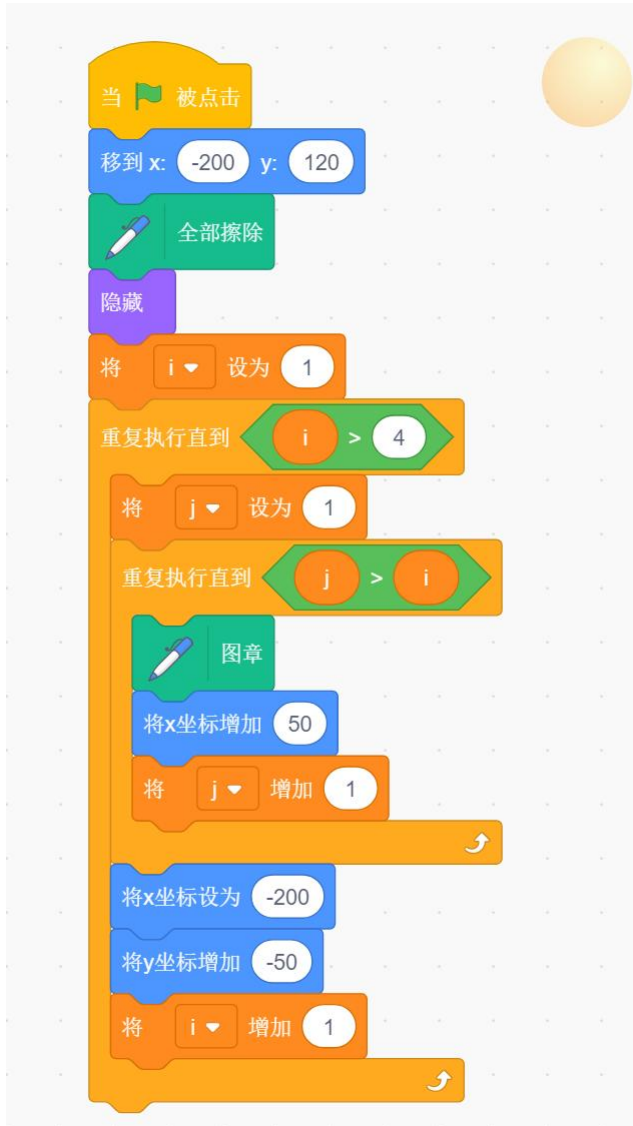 当 被点击
移到 x: -200 y: 120
全部擦除
隐藏
将 i 设为 1
重复执行直到 i > 4
将 j 设为 1
重复执行直到 j > i
图章
将x坐标增加 50
将 j 增加 1
将x坐标设为 -200
将y坐标增加 -50
将 i 增加 1